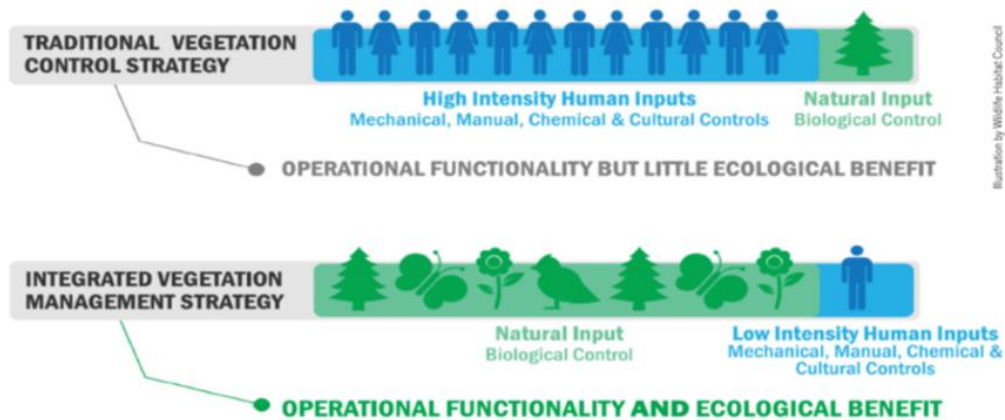 TRADITIONAL VEGETATION
CONTROL STRATEGY
High Intensity Human Inputs
Mechanical, Manual, Chemical & Cultural Controls
Natural Input
Biological Control
OPERATIONAL FUNCTIONALITY BUT LITTLE ECOLOGICAL BENEFIT
Illustration by Wildlife Habitat Council
INTEGRATED VEGETATION
MANAGEMENT STRATEGY
Natural Input
Biological Control
Low Intensity Human Inputs
Mechanical, Manual, Chemical &
Cultural Controls
OPERATIONAL FUNCTIONALITY AND ECOLOGICAL BENEFIT